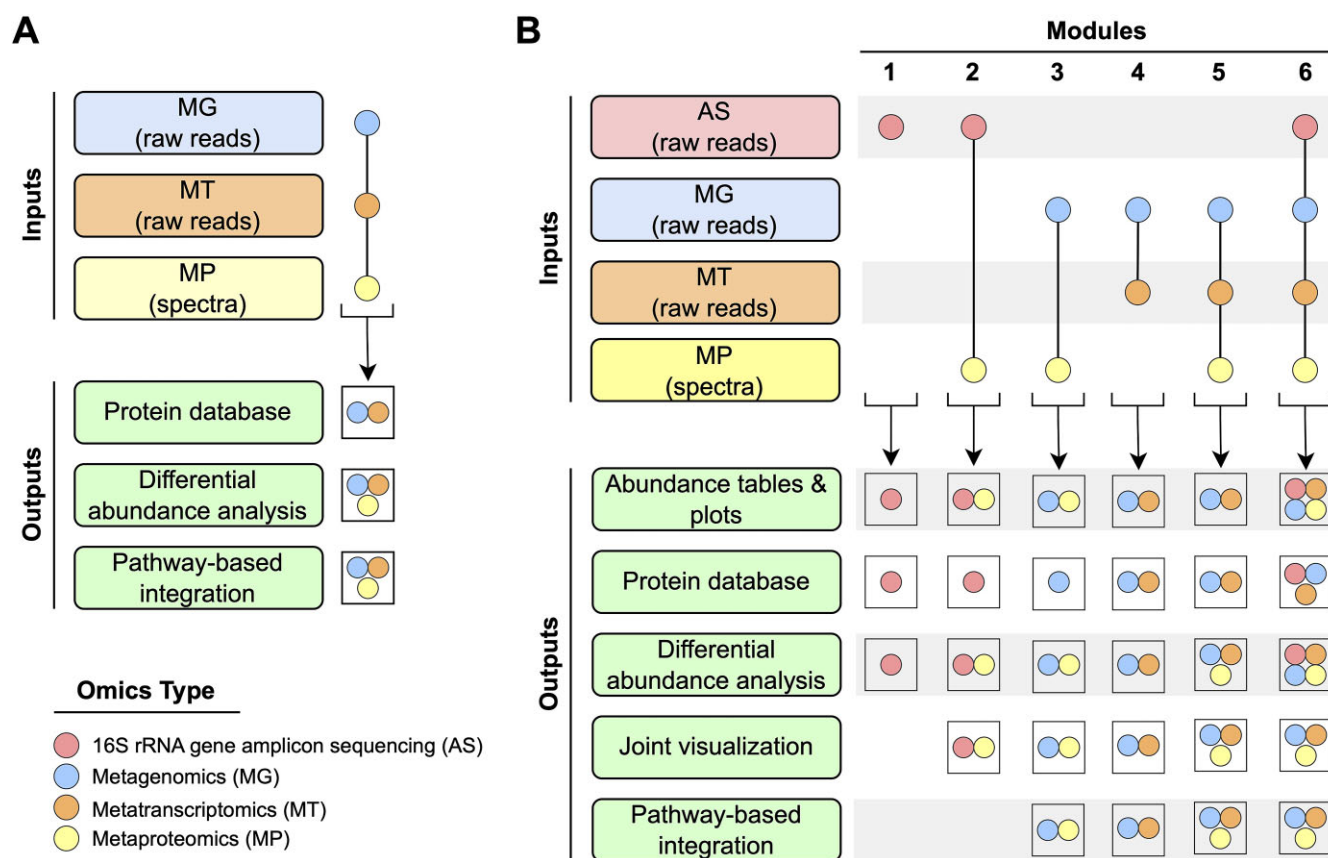 A
Inputs
MG
(raw reads)
MT
(raw reads)
MP
(spectra)
Outputs
Protein database
Differential
abundance analysis
Pathway-based
integration
Omics Type
16S rRNA gene amplicon sequencing (AS)
Metagenomics (MG)
Metatranscriptomics (MT)
Metaproteomics (MP)
B
Modules
1 2 3 4 5 6
Inputs
AS
(raw reads)
MG
(raw reads)
MT
(raw reads)
MP
(spectra)
Outputs
Abundance tables &
plots
Protein database
Differential
abundance analysis
Joint visualization
Pathway-based
integration